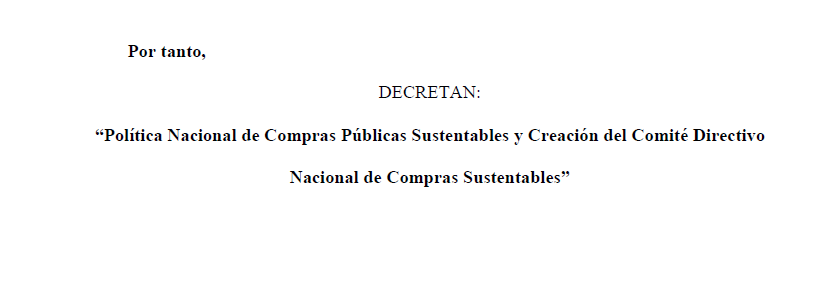 Por tanto,
DECRETAN:
“Política Nacional de Compras Públicas Sustentables y Creación del Comité Directivo
Nacional de Compras Sustentables”